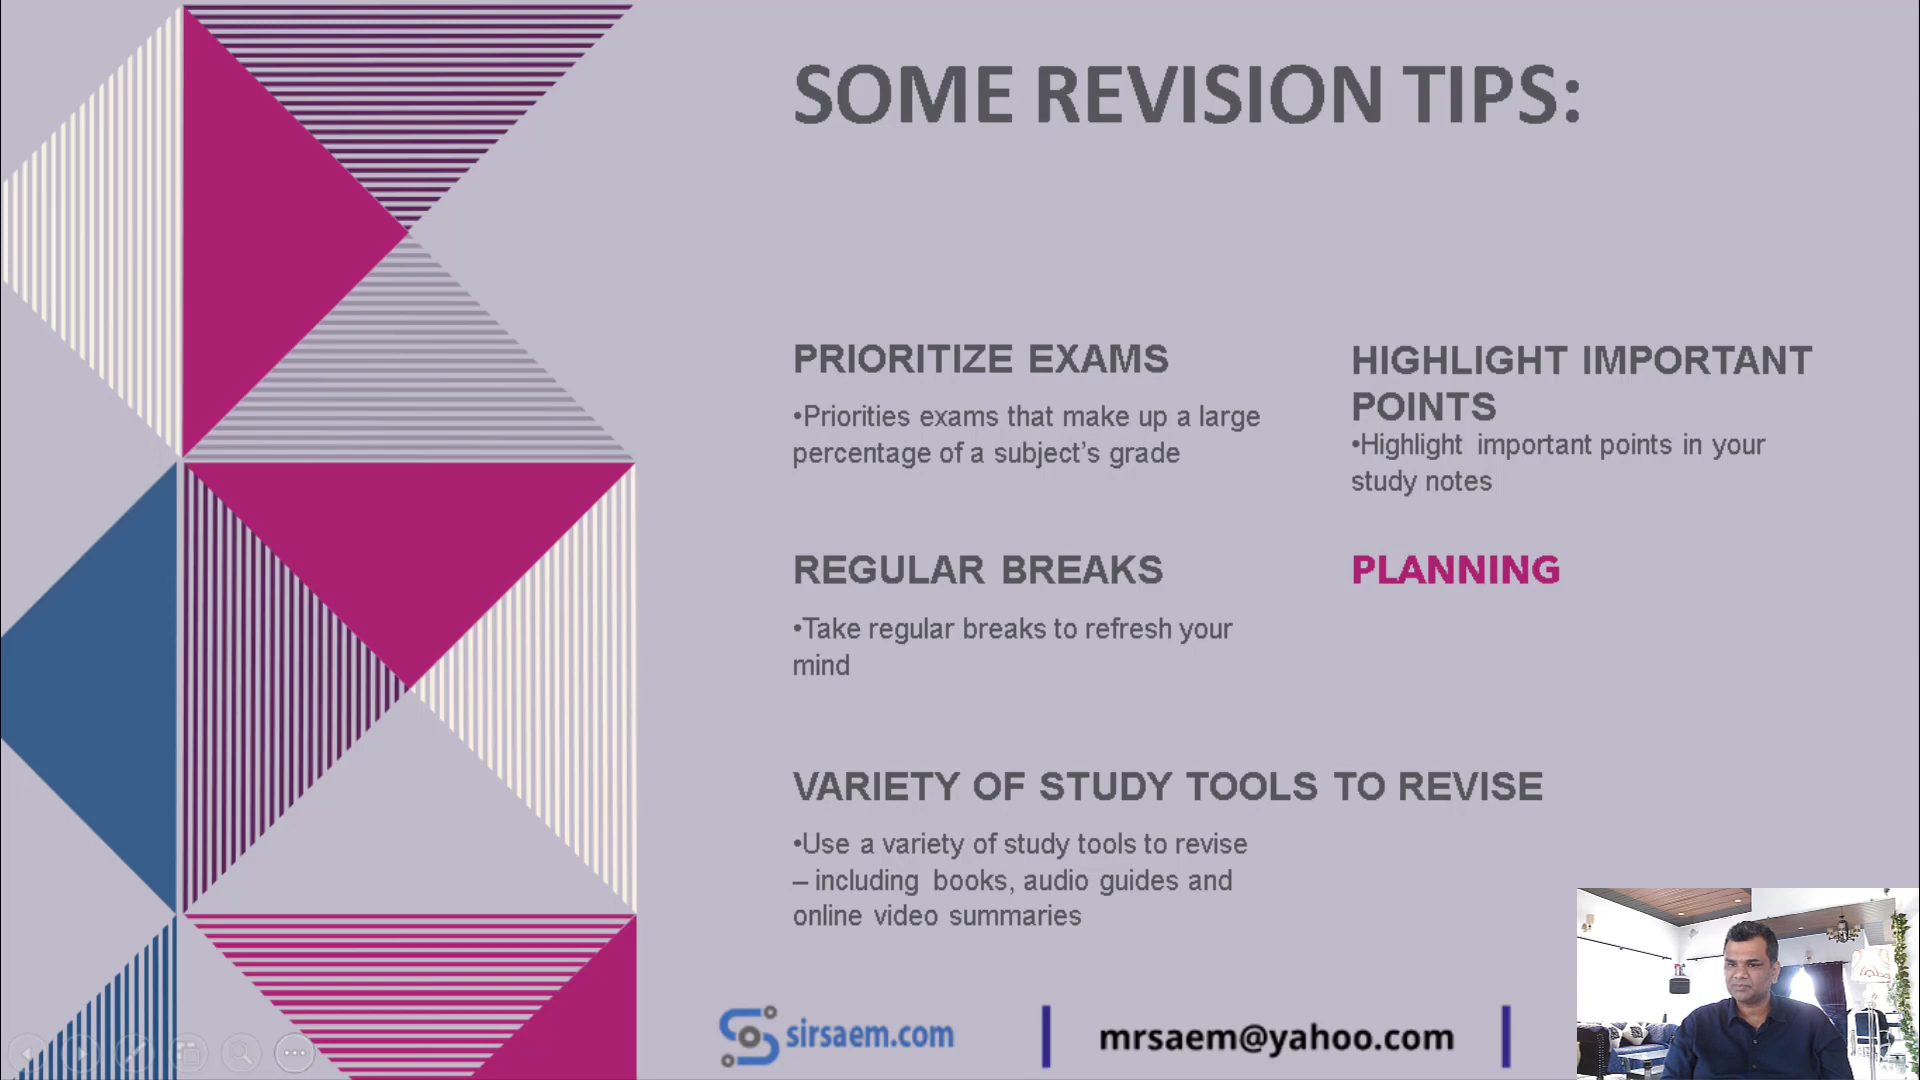 SOME REVISION TIPS:
PRIORITIZE EXAMS
•Priorities exams that make up a large
percentage of a subject’s grade
HIGHLIGHT IMPORTANT
POINTS
•Highlight important points in your
study notes
REGULAR BREAKS
•Take regular breaks to refresh your
mind
PLANNING
VARIETY OF STUDY TOOLS TO REVISE
•Use a variety of study tools to revise
– including books, audio guides and
online video summaries
sirsaem.com
mrsaem@yahoo.com